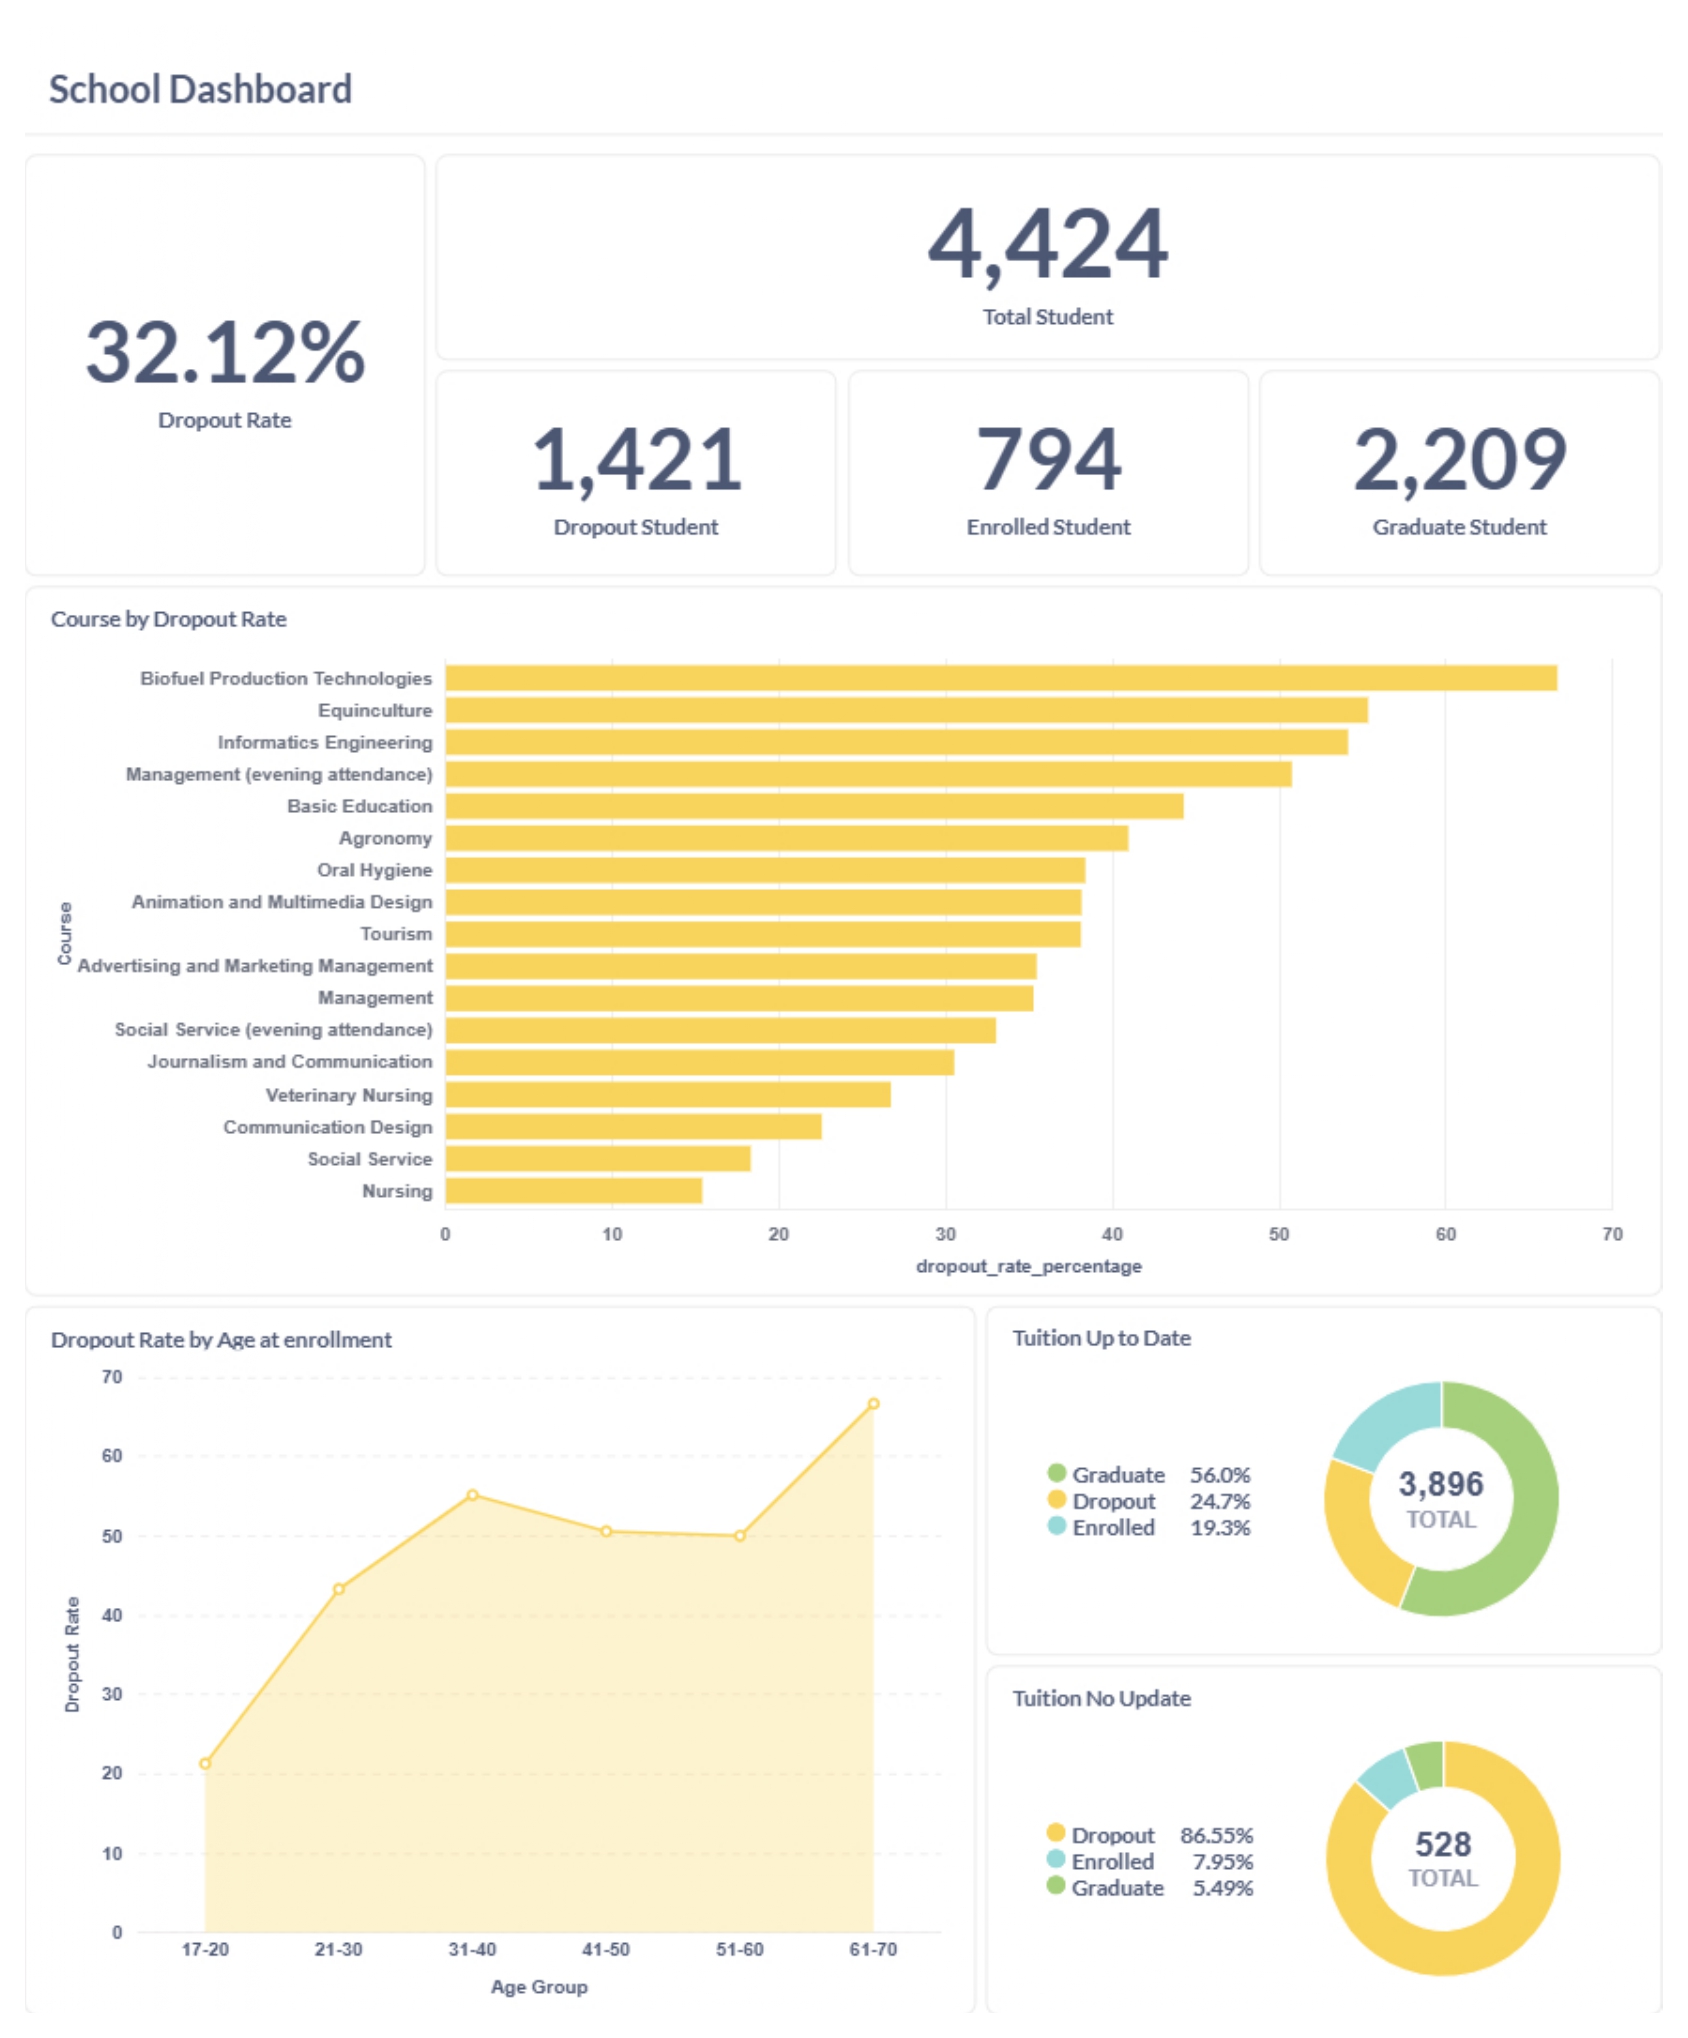 School Dashboard
32.12%
Dropout Rate
4,424
Total Student
1,421
Dropout Student
794
Enrolled Student
2,209
Graduate Student
Course by Dropout Rate
Course
Biofuel Production Technologies
Equinculture
Informatics Engineering
Management (evening attendance)
Basic Education
Agronomy
Oral Hygiene
Animation and Multimedia Design
Tourism
Advertising and Marketing Management
Management
Social Service (evening attendance)
Journalism and Communication
Veterinary Nursing
Communication Design
Social Service
Nursing
0 10 20 30 40 50 60 70
dropout_rate_percentage
Dropout Rate by Age at enrollment
Dropout Rate
70
60
50
40
30
20
10
0
17-20 21-30 31-40 41-50 51-60 61-70
Age Group
Tuition Up to Date
Graduate 56.0%
Dropout 24.7%
Enrolled 19.3%
3,896
TOTAL
Tuition No Update
Dropout 86.55%
Enrolled 7.95%
Graduate 5.49%
528
TOTAL